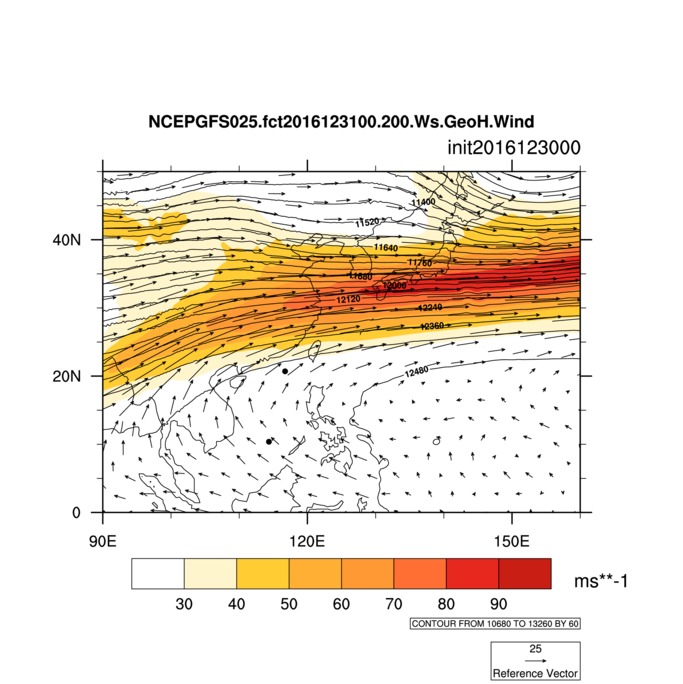 NCEPGFS025.fct2016123100.200.Ws.GeoH.Wind
init2016123000
40N
20N
0
90E 120E 150E
11400
11520
11640
11760
11880
12000
12120
12240
12360
12480
30 40 50 60 70 80 90
ms**-1
CONTOUR FROM 10680 TO 13260 BY 60
25
Reference Vector